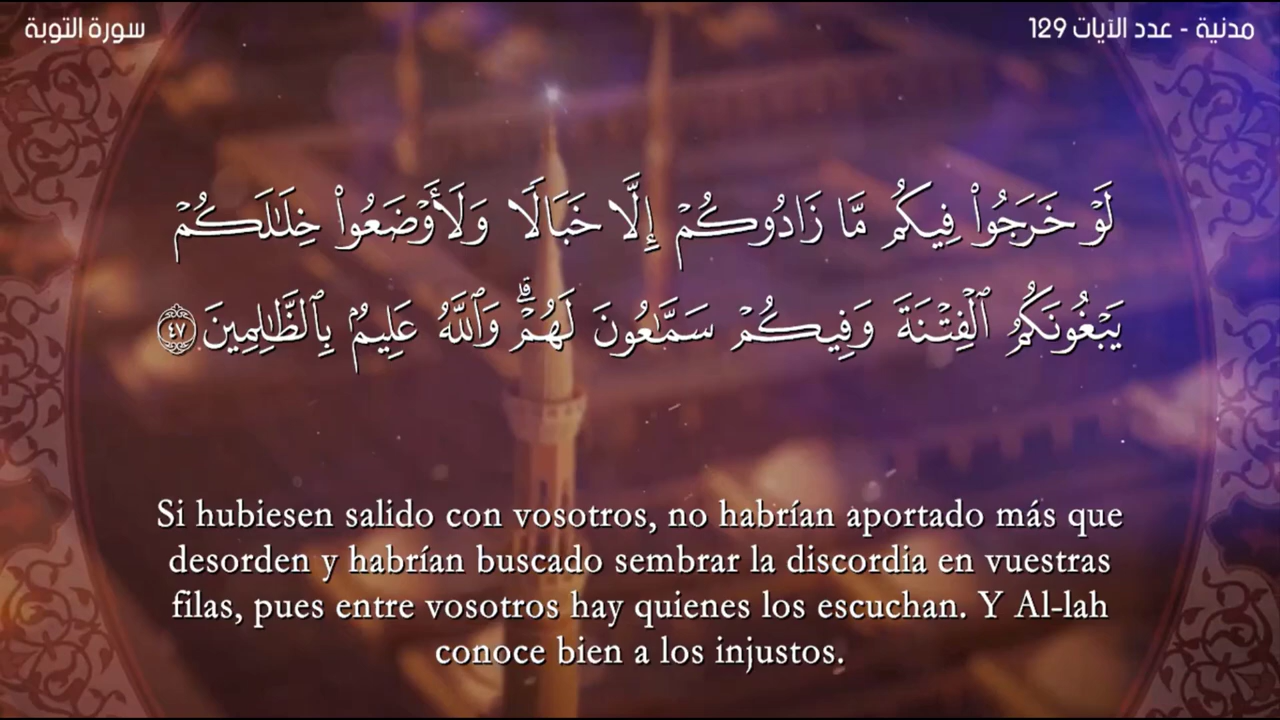 سورة التوبة
مدنية - عدد الآيات 129
لَوْ خَرَجُوا۟ فِيكُم مَّا زَادُوكُمْ إِلَّا خَبَالًا وَلَأَوْضَعُوا۟ خِلَـٰلَكُمْ
يَبْغُونَكُمُ ٱلْفِتْنَةَ وَفِيكُمْ سَمَّـٰعُونَ لَهُمْ ۗ وَٱللَّهُ عَلِيمٌۢ بِٱلظَّـٰلِمِينَ ٤٧
Si hubiesen salido con vosotros, no habrían aportado más que
desorden y habrían buscado sembrar la discordia en vuestras
filas, pues entre vosotros hay quienes los escuchan. Y Al-lah
conoce bien a los injustos.